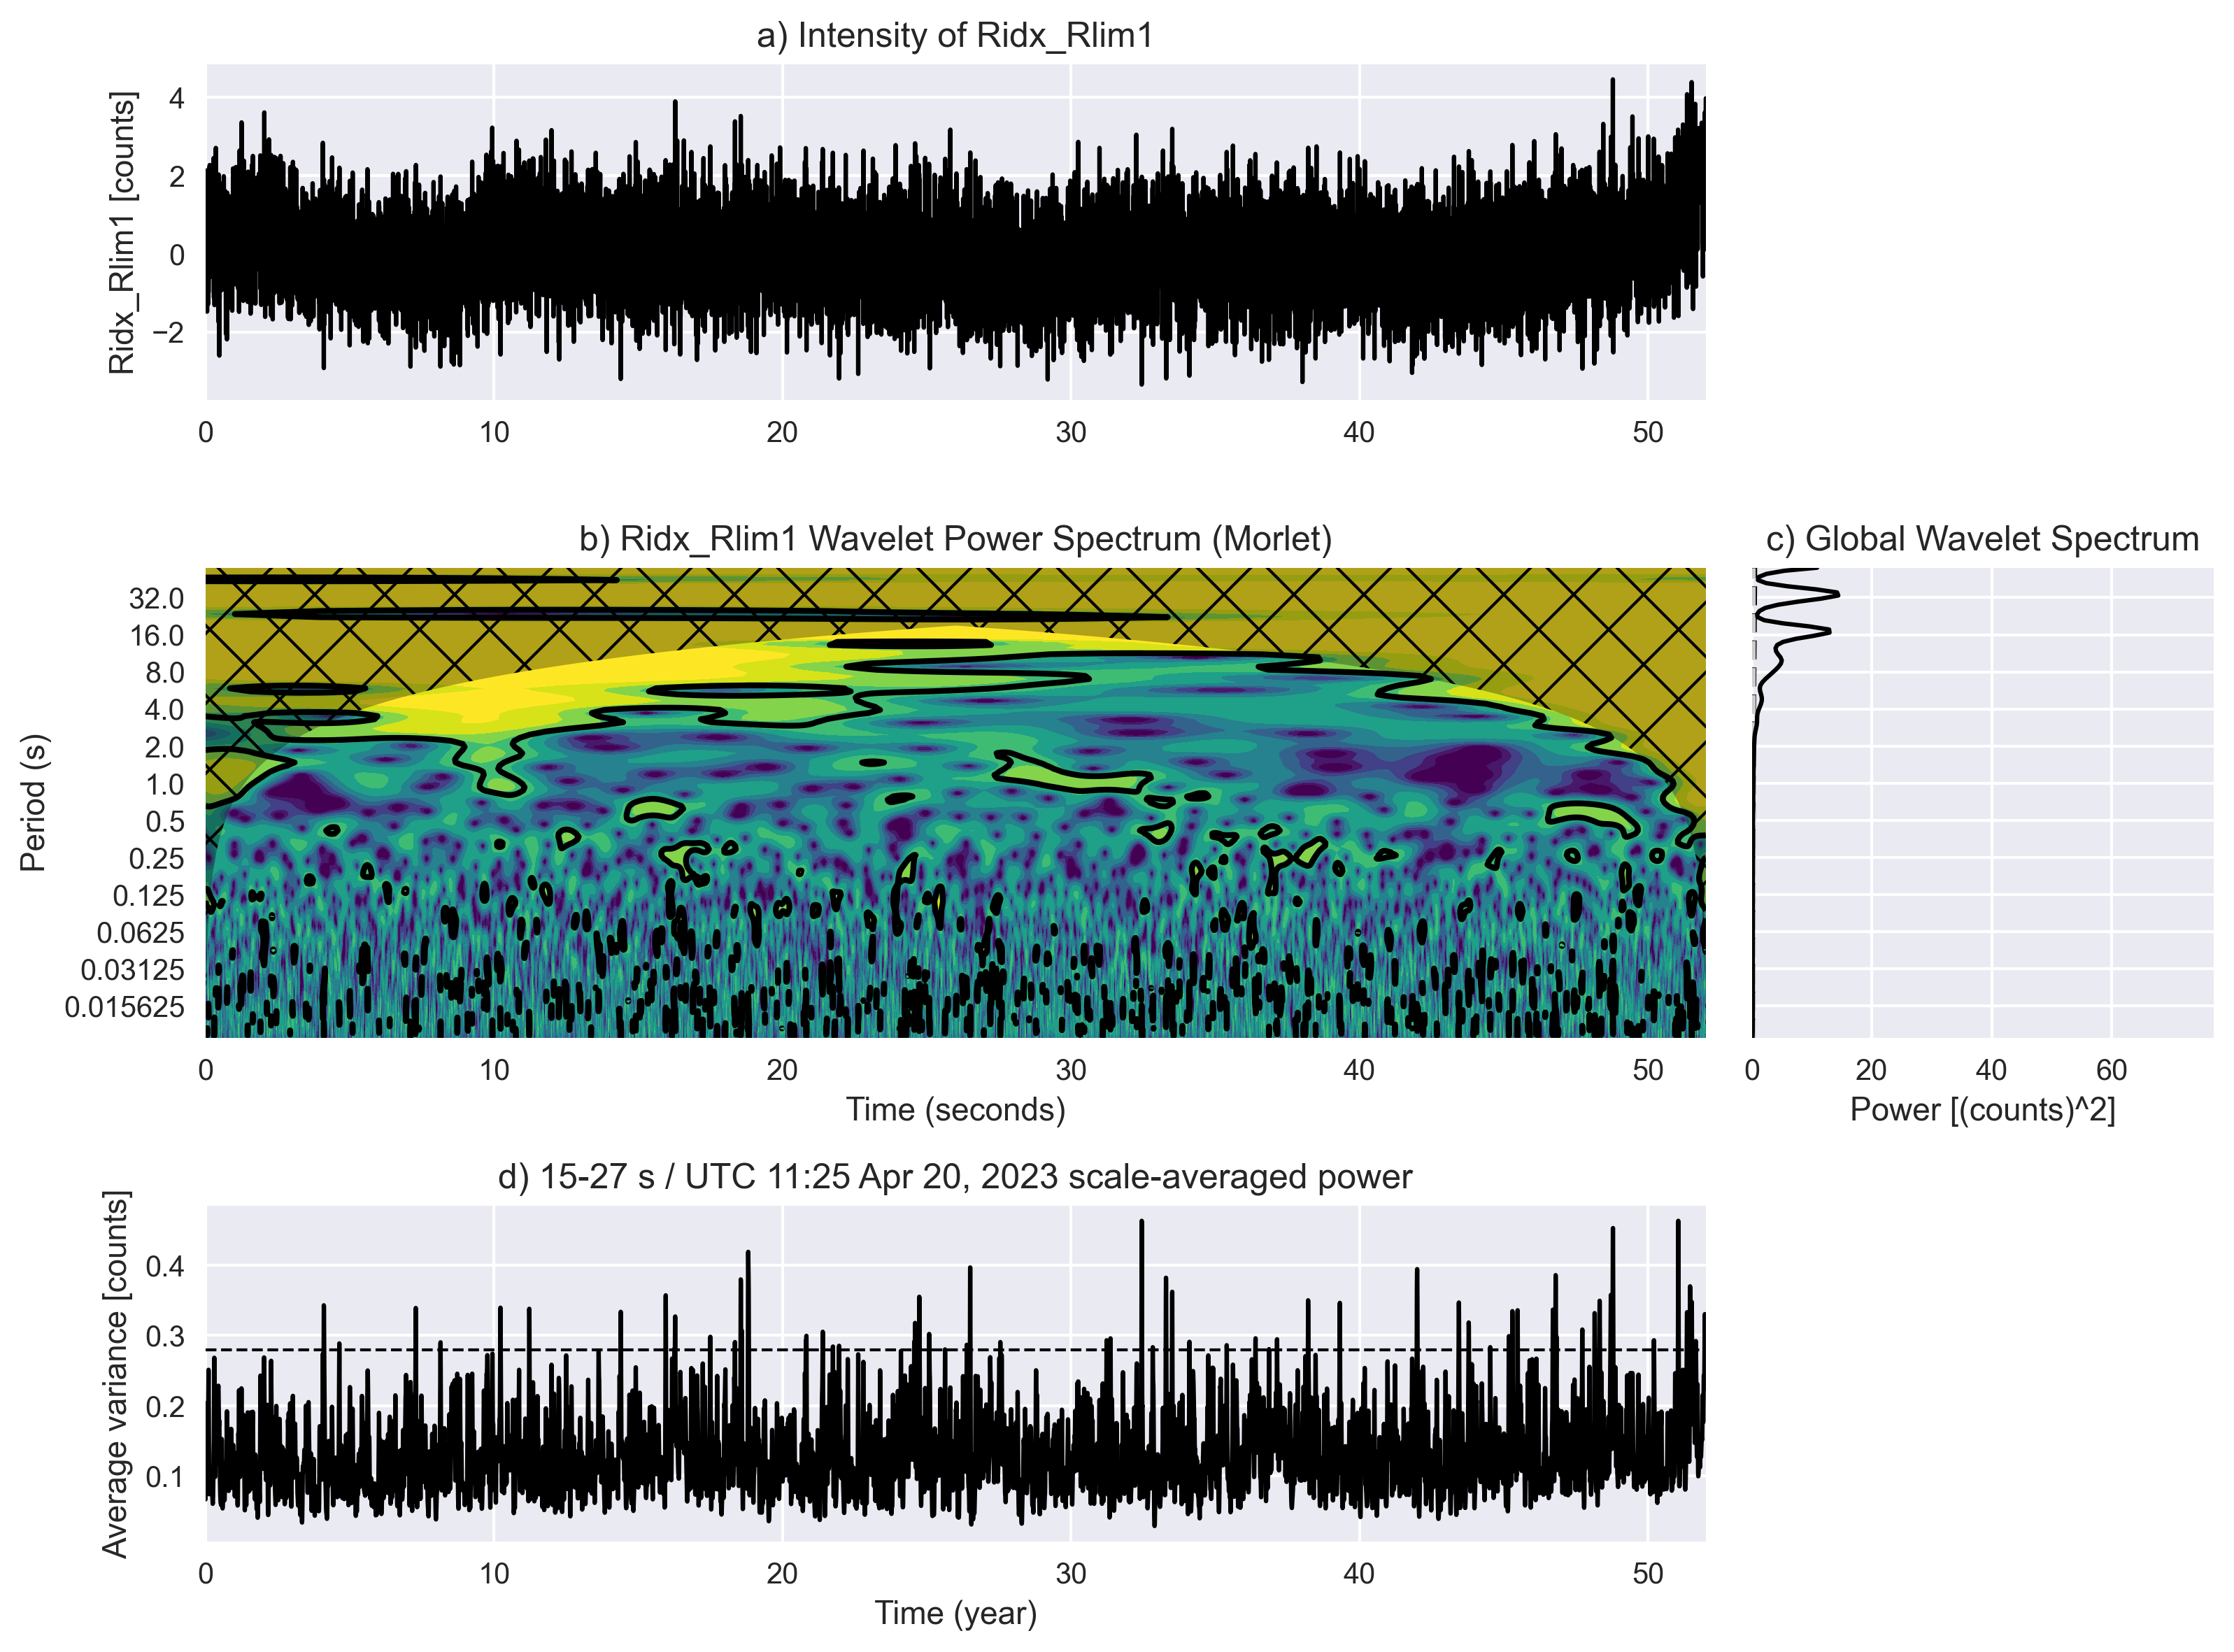 a) Intensity of Ridx_Rlim1
Ridx_Rlim1 [counts]
4
2
0
−2
0 10 20 30 40 50
b) Ridx_Rlim1 Wavelet Power Spectrum (Morlet)
Period (s)
32.0
16.0
8.0
4.0
2.0
1.0
0.5
0.25
0.125
0.0625
0.03125
0.015625
0 10 20 30 40 50
Time (seconds)
c) Global Wavelet Spectrum
0 20 40 60
Power [(counts)^2]
d) 15-27 s / UTC 11:25 Apr 20, 2023 scale-averaged power
Average variance [counts]
0.4
0.3
0.2
0.1
0 10 20 30 40 50
Time (year)